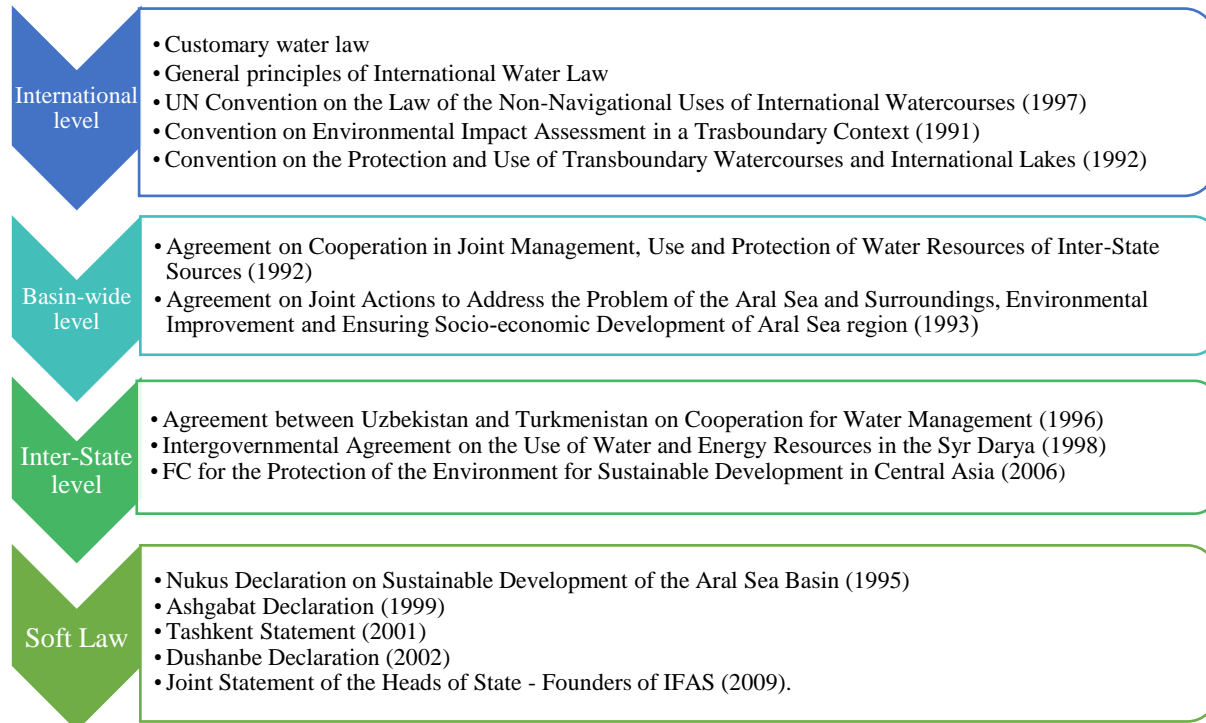 International
level
• Customary water law
• General principles of International Water Law
• UN Convention on the Law of the Non-Navigational Uses of International Watercourses (1997)
• Convention on Environmental Impact Assessment in a Trasboundary Context (1991)
• Convention on the Protection and Use of Transboundary Watercourses and International Lakes (1992)
Basin-wide
level
• Agreement on Cooperation in Joint Management, Use and Protection of Water Resources of Inter-State
Sources (1992)
• Agreement on Joint Actions to Address the Problem of the Aral Sea and Surroundings, Environmental
Improvement and Ensuring Socio-economic Development of Aral Sea region (1993)
Inter-State
level
• Agreement between Uzbekistan and Turkmenistan on Cooperation for Water Management (1996)
• Intergovernmental Agreement on the Use of Water and Energy Resources in the Syr Darya (1998)
• FC for the Protection of the Environment for Sustainable Development in Central Asia (2006)
Soft Law
• Nukus Declaration on Sustainable Development of the Aral Sea Basin (1995)
• Ashgabat Declaration (1999)
• Tashkent Statement (2001)
• Dushanbe Declaration (2002)
• Joint Statement of the Heads of State - Founders of IFAS (2009).